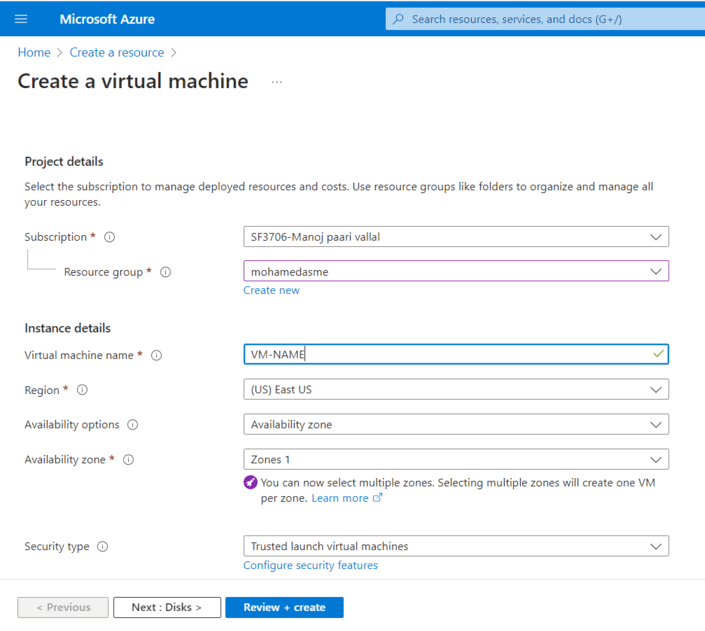 Microsoft Azure
Search resources, services, and docs (G+/)
Home > Create a resource >
Create a virtual machine ...
Project details
Select the subscription to manage deployed resources and costs. Use resource groups like folders to organize and manage all
your resources.
Subscription * SF3706-Manoj paari vallal
Resource group * mohamedasme
Create new
Instance details
Virtual machine name * VM-NAME
Region * (US) East US
Availability options Availability zone
Availability zone * Zones 1
You can now select multiple zones. Selecting multiple zones will create one VM
per zone. Learn more
Security type Trusted launch virtual machines
Configure security features
< Previous Next : Disks > Review + create